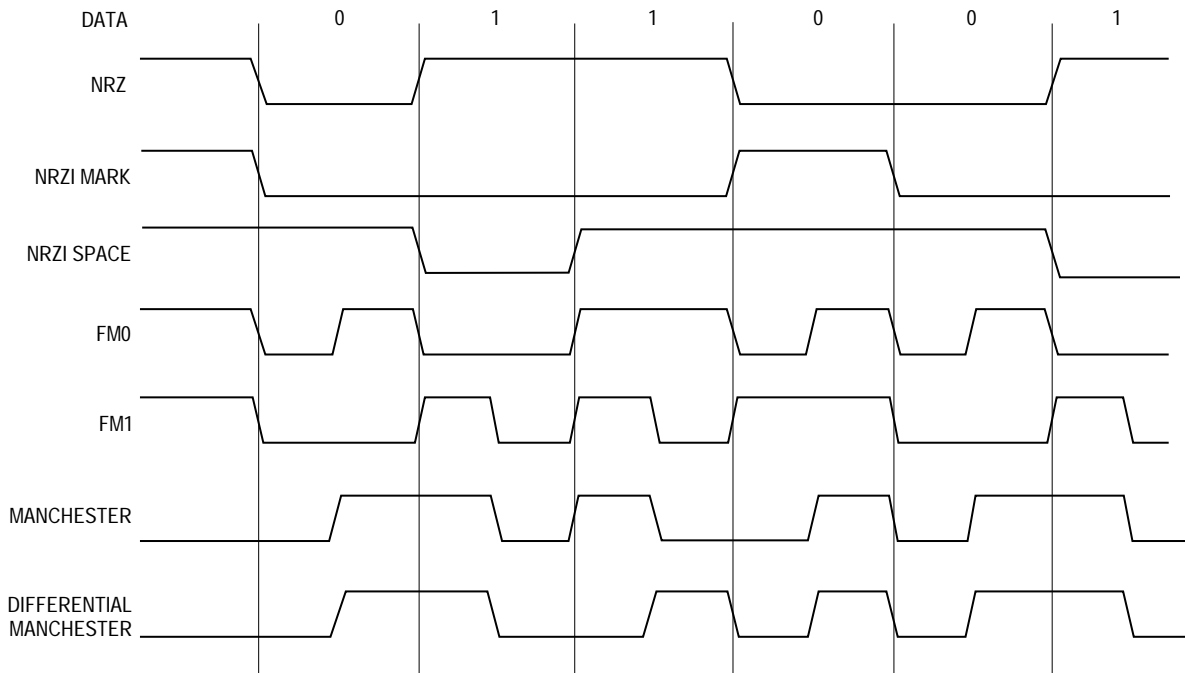 DATA 0 1 1 0 0 1
NRZ
NRZI MARK
NRZI SPACE
FM0
FM1
MANCHESTER
DIFFERENTIAL
MANCHESTER